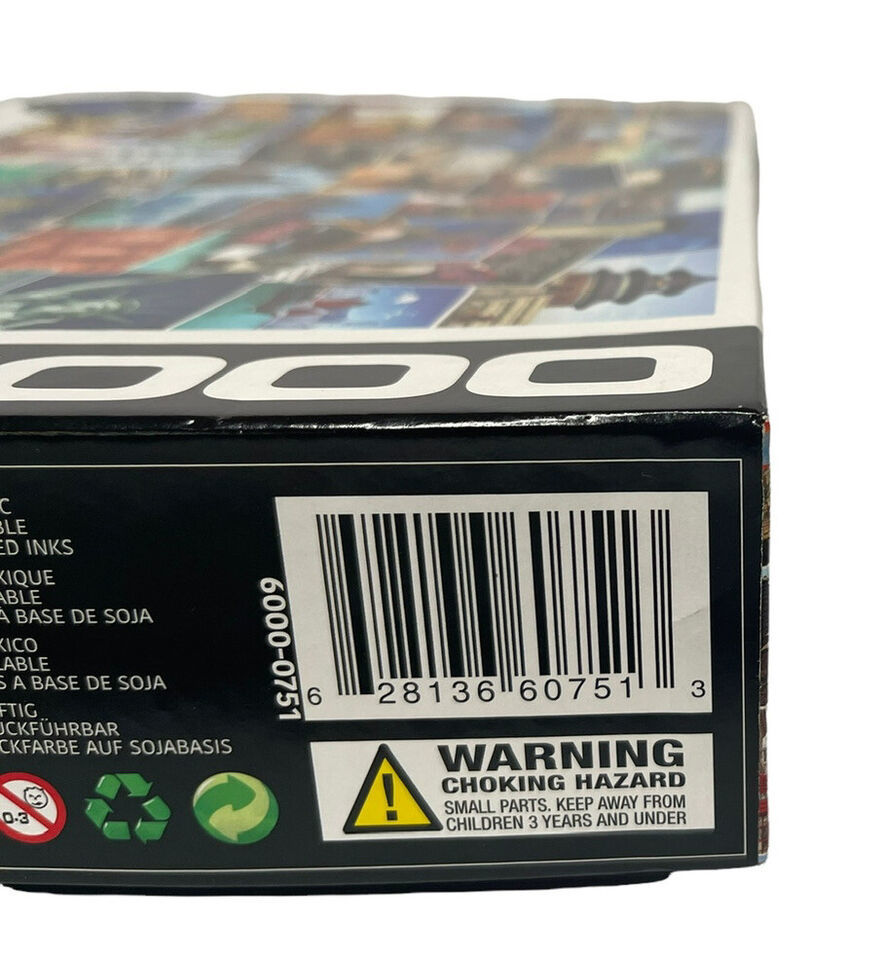 000
C
BLE
ED INKS
XIQUE
ABLE
À BASE DE SOJA
XICO
LABLE
S A BASE DE SOJA
FTIG
UCKFÜHRBAR
CKFARBE AUF SOJABASIS
0-3
6000-0751
6 28136 60751 3
WARNING
CHOKING HAZARD
SMALL PARTS. KEEP AWAY FROM
CHILDREN 3 YEARS AND UNDER